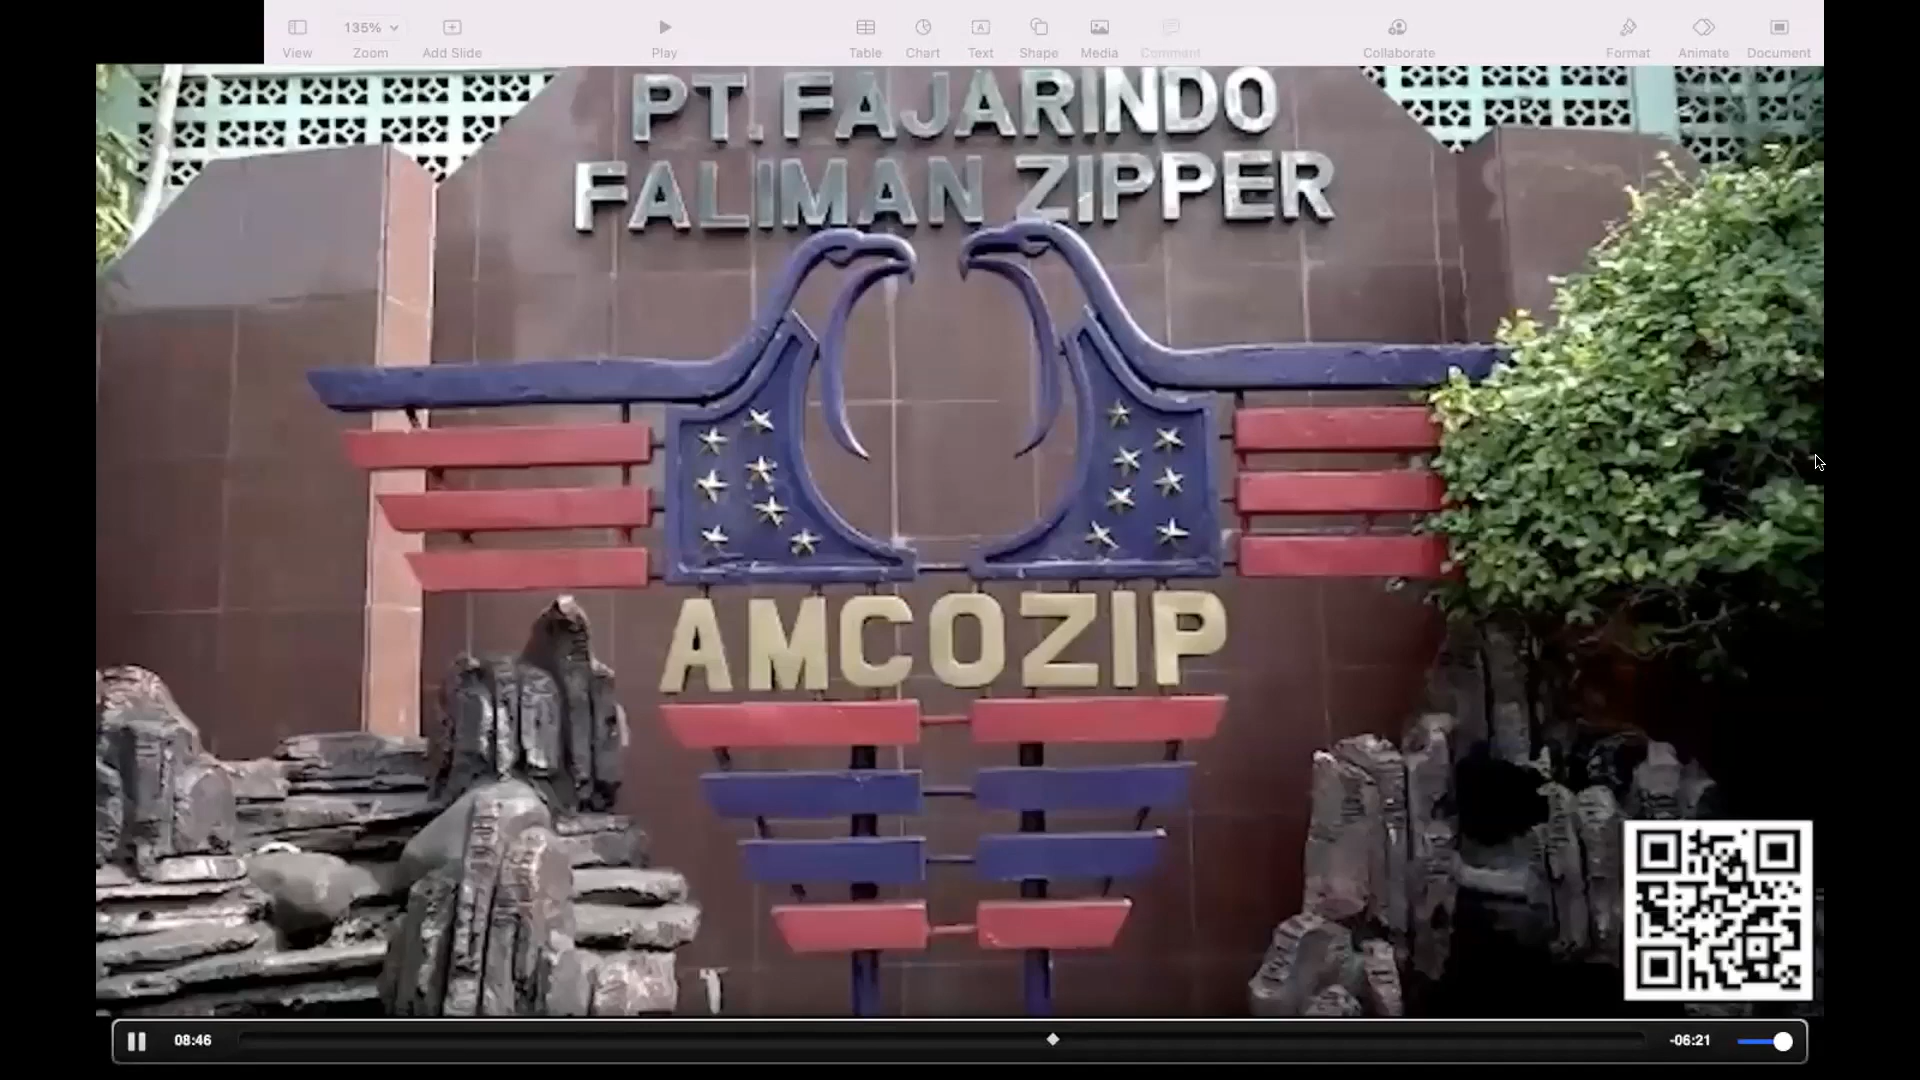 135%
View
Zoom
Add Slide
Play
Table
Chart
Text
Shape
Media
Comment
Collaborate
Format
Animate
Document
PT. FAJARINDO
FALIMAN ZIPPER
AMCOZIP
08:46
-06:21